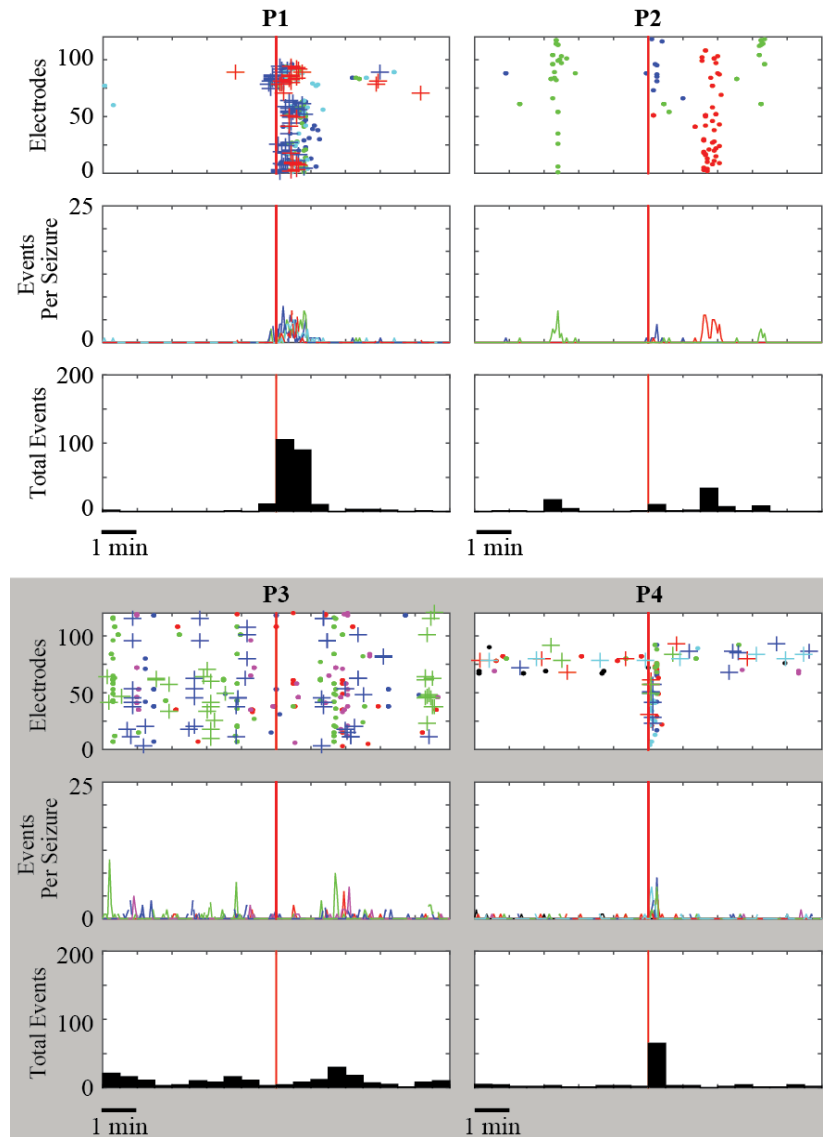 P1
P2
Electrodes
100
50
0
Events
Per Seizure
25
0
Total Events
200
100
0
1 min
1 min
P3
P4
Electrodes
100
50
0
Events
Per Seizure
25
0
Total Events
200
100
0
1 min
1 min